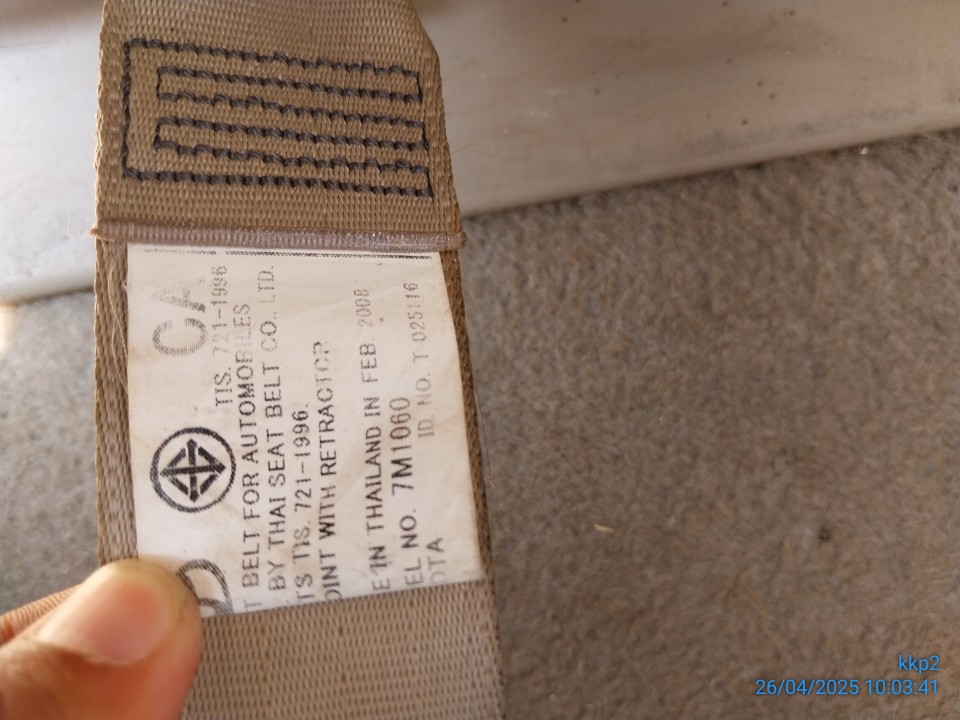 CA
TIS. 721-1996
T BELT FOR AUTOMOBILES
BY THAI SEAT BELT CO., LTD.
TS TIS. 721-1996.
OINT WITH RETRACTOR
E IN THAILAND IN FEB. 2008
EL NO. 7M1060
ID. NO. T 025116
OTA
kkp2
26/04/2025 10:03:41